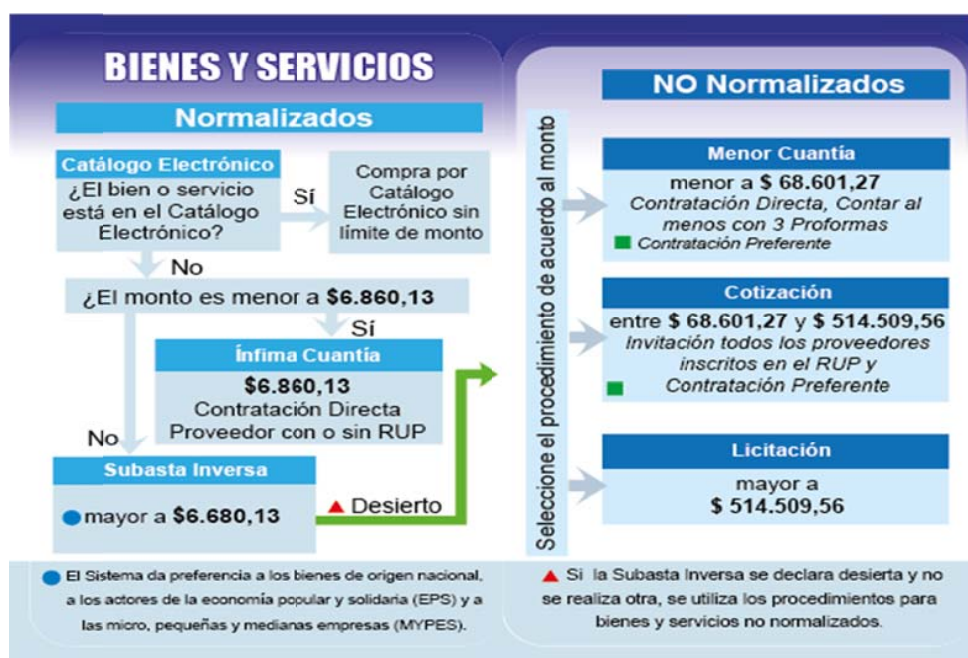 BIENES Y SERVICIOS
Normalizados
Catálogo Electrónico
¿El bien o servicio
está en el Catálogo
Electrónico?
Sí
Compra por
Catálogo
Electrónico sin
límite de monto
No
¿El monto es menor a $6.860,13
Sí
Ínfima Cuantía
$6.860,13
Contratación Directa
Proveedor con o sin RUP
No
Subasta Inversa
mayor a $6.680,13
Desierto
El Sistema da preferencia a los bienes de origen nacional,
a los actores de la economía popular y solidaria (EPS) y a
las micro, pequeñas y medianas empresas (MYPES).
Seleccione el procedimiento de acuerdo al monto
NO Normalizados
Menor Cuantía
menor a $ 68.601,27
Contratación Directa, Contar al
menos con 3 Proformas
Contratación Preferente
Cotización
entre $ 68.601,27 y $ 514.509,56
Invitación todos los proveedores
inscritos en el RUP y
Contratación Preferente
Licitación
mayor a
$ 514.509,56
Si la Subasta Inversa se declara desierta y no
se realiza otra, se utiliza los procedimientos para
bienes y servicios no normalizados.